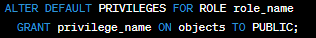 ALTER DEFAULT PRIVILEGES FOR ROLE role_name
GRANT privilege_name ON objects TO PUBLIC;